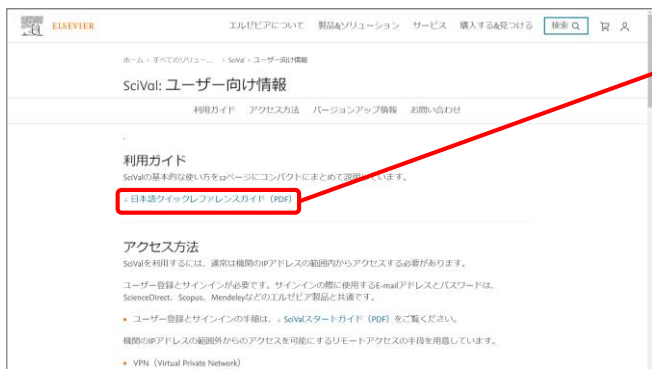 ELSEVIER
エルゼビアについて 製品&ソリューション サービス 購入する&見つける 検索
ホーム > すべてのソリュー... > SciVal > ユーザー向け情報
SciVal: ユーザー向け情報
利用ガイド アクセス方法 バージョンアップ情報 お問い合わせ
利用ガイド
SciValの基本的な使い方を12ページにコンパクトにまとめて説明しています。
↓日本語クイックレファレンスガイド（PDF）
アクセス方法
SciValを利用するには、通常は機関のIPアドレスの範囲内からアクセスする必要があります。
ユーザー登録とサインインが必要です。サインインの際に使用するE-mailアドレスとパスワードは、
ScienceDirect、Scopus、Mendeleyなどのエルゼビア製品と共通です。
• ユーザー登録とサインインの手順は、↓SciValスタートガイド（PDF）をご覧ください。
機関のIPアドレスの範囲外からのアクセスを可能にするリモートアクセスの手段を用意しています。
• VPN（Virtual Private Network）